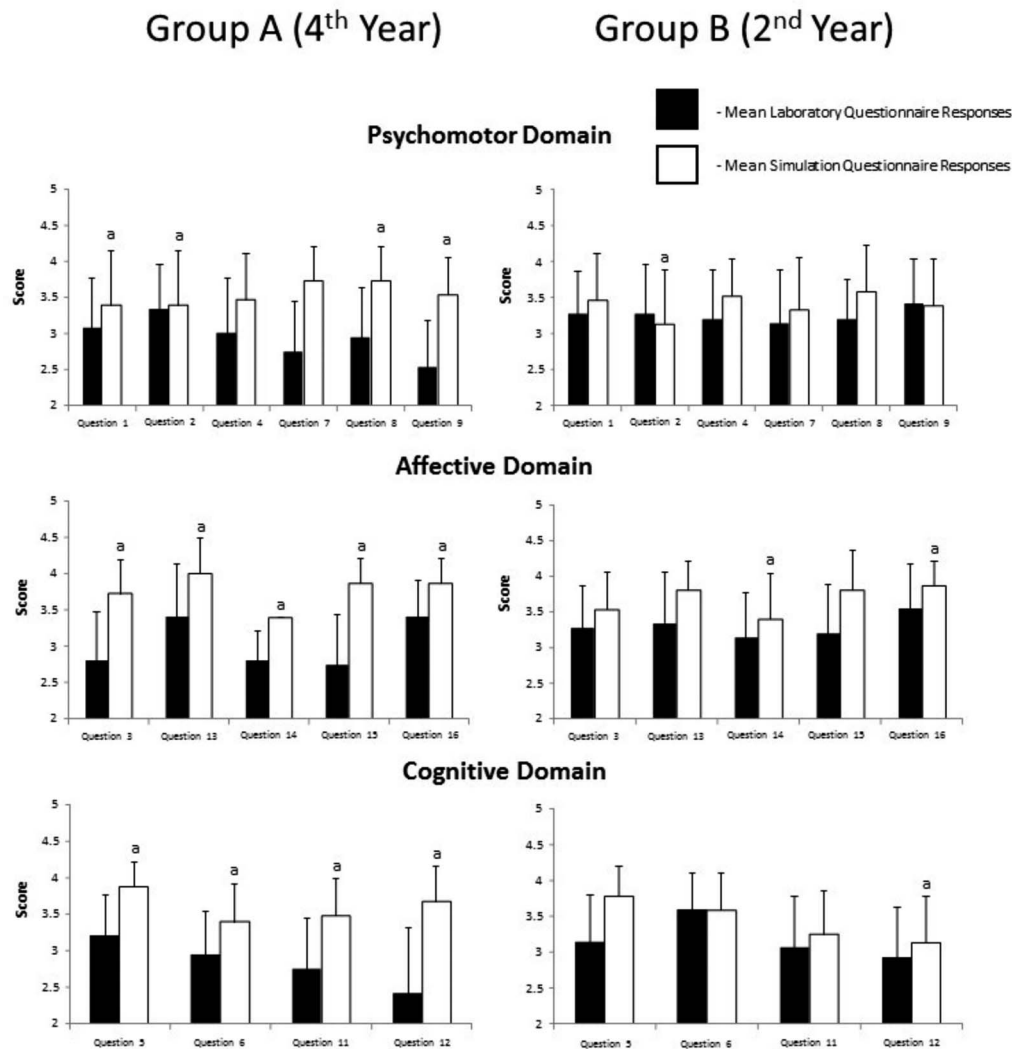 Group A (4th Year)
Group B (2nd Year)
- Mean Laboratory Questionnaire Responses
- Mean Simulation Questionnaire Responses
Psychomotor Domain
5
4.5
4
3.5
3
2.5
2
Score
a
a
a
a
Question 1
Question 2
Question 4
Question 7
Question 8
Question 9
5
4.5
4
3.5
3
2.5
2
Score
a
Question 1
Question 2
Question 4
Question 7
Question 8
Question 9
Affective Domain
5
4.5
4
3.5
3
2.5
2
Score
a
a
a
a
a
Question 3
Question 13
Question 14
Question 15
Question 16
5
4.5
4
3.5
3
2.5
2
Score
a
a
Question 3
Question 13
Question 14
Question 15
Question 16
Cognitive Domain
5
4.5
4
3.5
3
2.5
2
Score
a
a
a
a
Question 5
Question 6
Question 11
Question 12
5
4.5
4
3.5
3
2.5
2
Score
a
Question 5
Question 6
Question 11
Question 12